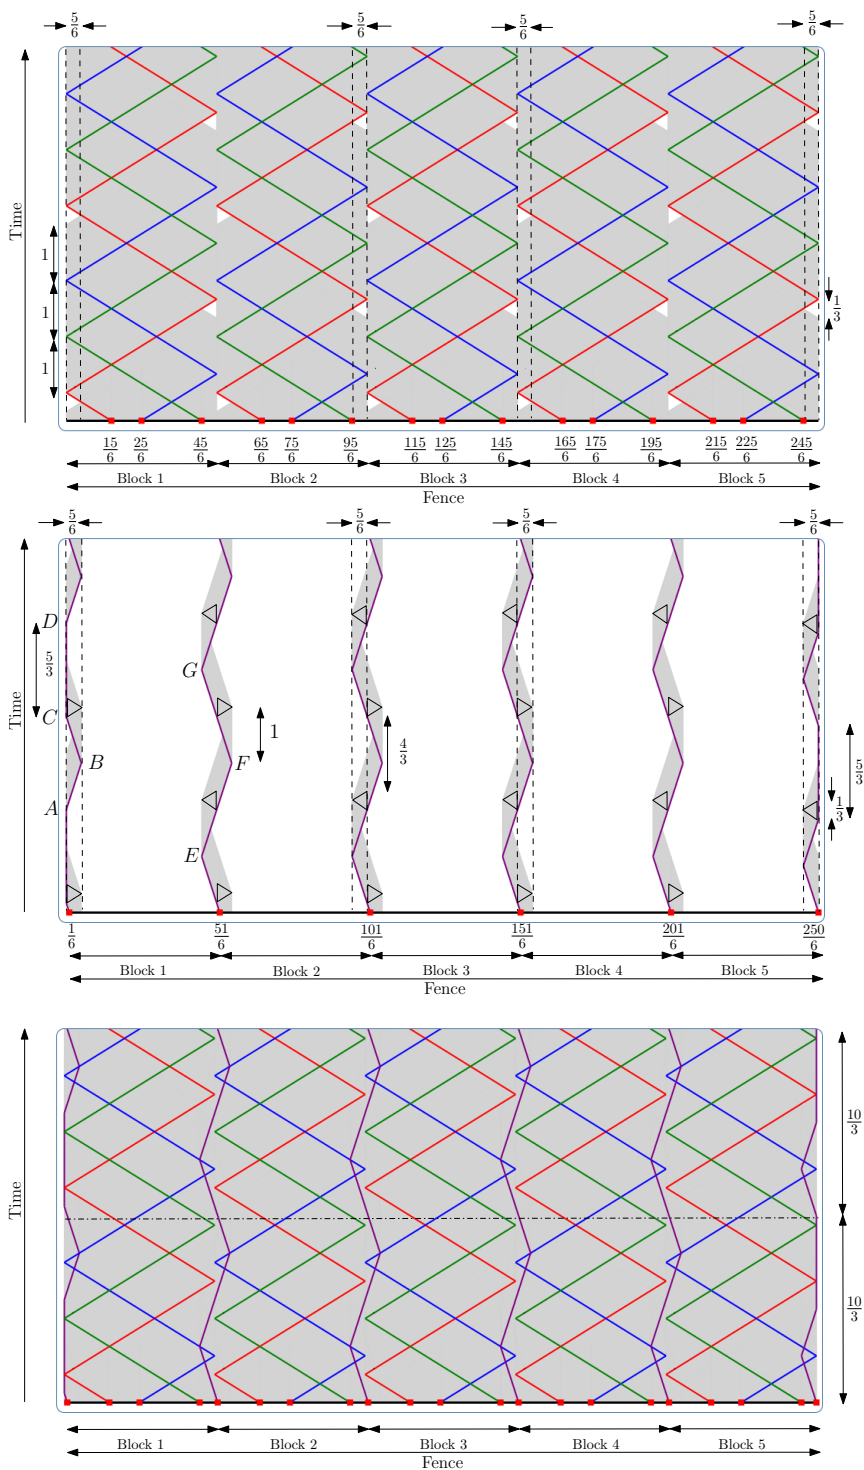 5/6 5/6 5/6 5/6
Time
1
1
1
1/3
15/6 25/6 45/6 65/6 75/6 95/6 115/6 125/6 145/6 165/6 175/6 195/6 215/6 225/6 245/6
Block 1 Block 2 Block 3 Block 4 Block 5
Fence
5/6 5/6 5/6 5/6
Time
D
5/3
G
C
1
4/3
B F
5/3
A
1/3
E
1/6 51/6 101/6 151/6 201/6 250/6
Block 1 Block 2 Block 3 Block 4 Block 5
Fence
Time
10/3
10/3
Block 1 Block 2 Block 3 Block 4 Block 5
Fence